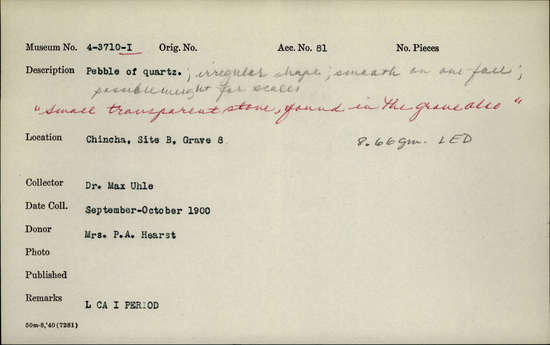 Museum No. 4-3710-I Orig. No. Acc. No. 81 No. Pieces
Description Pebble of quartz. ; irregular shape; smooth on one face;
possible weight for scales
"Small transparent stone, found in the grave also"
Location Chincha, Site B, Grave 8 8.66gm. LED
Collector Dr. Max Uhle
Date Coll. September-October 1900
Donor Mrs. P.A. Hearst
Photo
Published
Remarks L CA I PERIOD
50m-8,'40(7281)